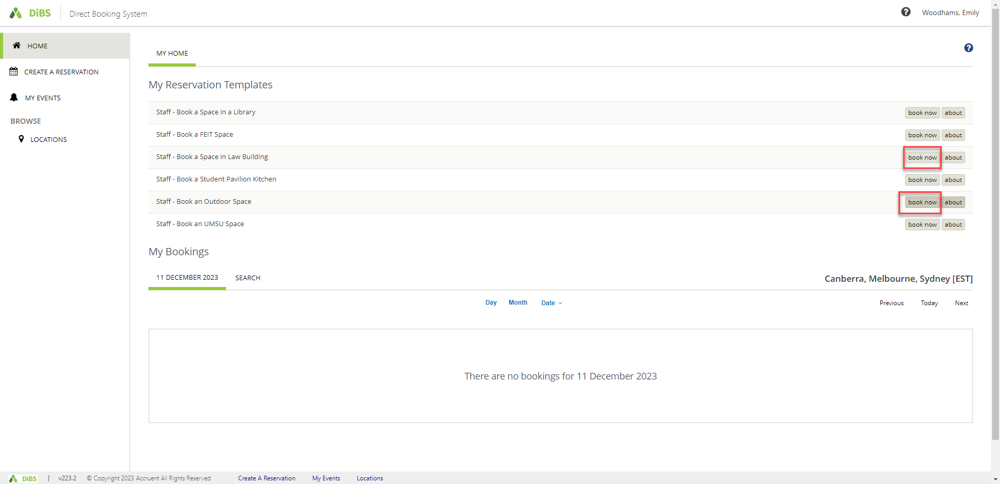 DiBS
Direct Booking System
Woodhams, Emily
HOME
CREATE A RESERVATION
MY EVENTS
BROWSE
LOCATIONS
MY HOME
My Reservation Templates
Staff - Book a Space in a Library book now about
Staff - Book a FEIT Space book now about
Staff - Book a Space in Law Building book now about
Staff - Book a Student Pavilion Kitchen book now about
Staff - Book an Outdoor Space book now about
Staff - Book an UMSU Space book now about
My Bookings
11 DECEMBER 2023 SEARCH
Canberra, Melbourne, Sydney [EST]
Day Month Date
Previous Today Next
There are no bookings for 11 December 2023
DiBS | v223.2 © Copyright 2023 Accruent All Rights Reserved Create A Reservation My Events Locations